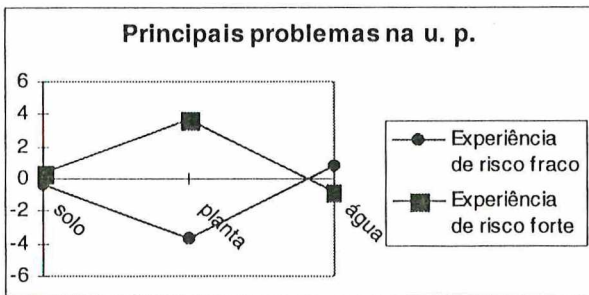 Principais problemas na u. p.
6
4
2
0
-2
-4
-6
solo
planta
água
Experiência
de risco fraco
Experiência
de risco forte